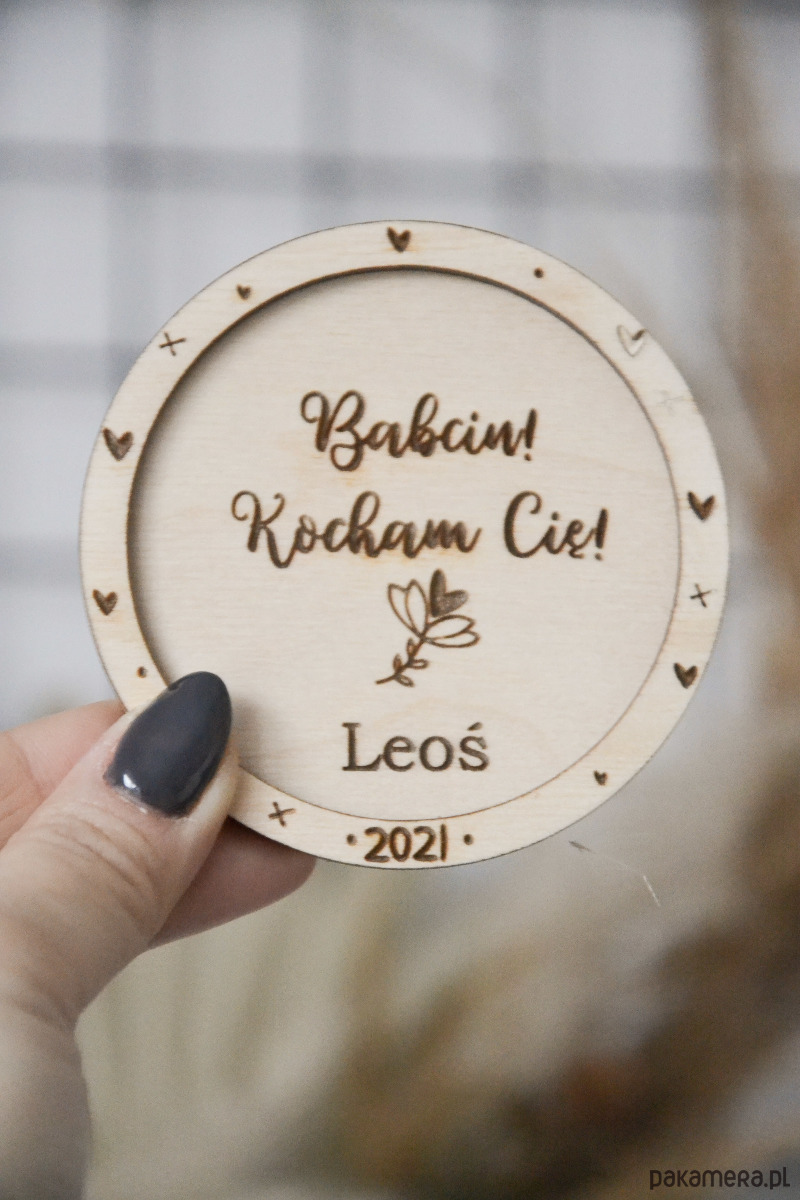 Babciu!
Kocham Cię!
Leoś
• 2021 •
pakamera.pl